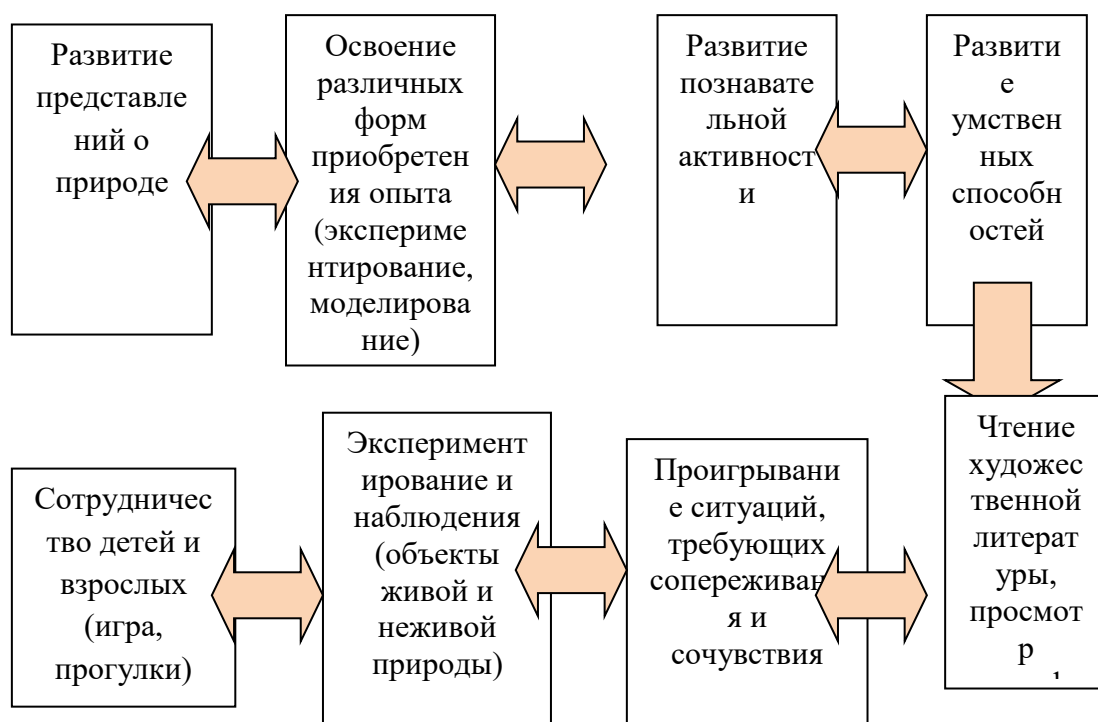 Развитие
представле
ний о
природе
Освоение
различных
форм
приобретен
ия опыта
(экспериме
нтирование,
моделирова
ние)
Развитие
познавате
льной
активност
и
Развити
е
умствен
ных
способн
остей
Сотрудничес
тво детей и
взрослых
(игра,
прогулки)
Эксперимент
ирование и
наблюдения
(объекты
живой и
неживой
природы)
Проигрывани
е ситуаций,
требующих
сопереживан
я и
сочувствия
Чтение
художес
твенной
литерат
уры,
просмот
р